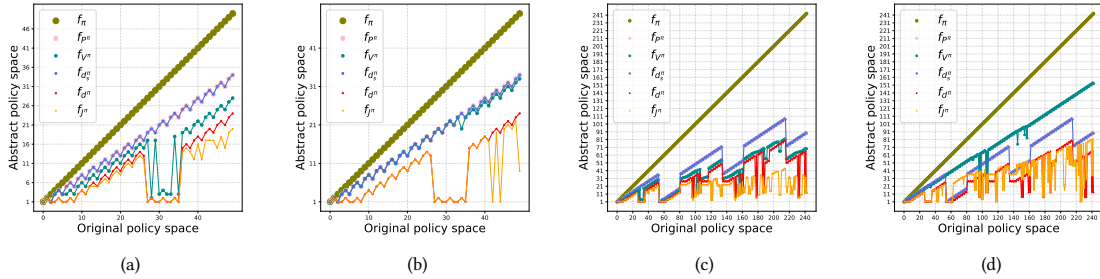 f_π
f_{P^π}
f_{V^π}
f_{d_s^π}
f_{d^π}
f_{J^π}
Abstract policy space
46
41
36
31
26
21
16
11
6
1
0 10 20 30 40
Original policy space
(a)
f_π
f_{P^π}
f_{V^π}
f_{d_s^π}
f_{d^π}
f_{J^π}
Abstract policy space
41
31
21
11
1
0 10 20 30 40
Original policy space
(b)
f_π
f_{P^π}
f_{V^π}
f_{d_s^π}
f_{d^π}
f_{J^π}
Abstract policy space
241
231
221
211
201
191
181
171
161
151
141
131
121
111
101
91
81
71
61
51
41
31
21
11
1
0 20 40 60 80 100 120 140 160 180 200 220 240
Original policy space
(c)
f_π
f_{P^π}
f_{V^π}
f_{d_s^π}
f_{d^π}
f_{J^π}
Abstract policy space
241
231
221
211
201
191
181
171
161
151
141
131
121
111
101
91
81
71
61
51
41
31
21
11
1
0 20 40 60 80 100 120 140 160 180 200 220 240
Original policy space
(d)